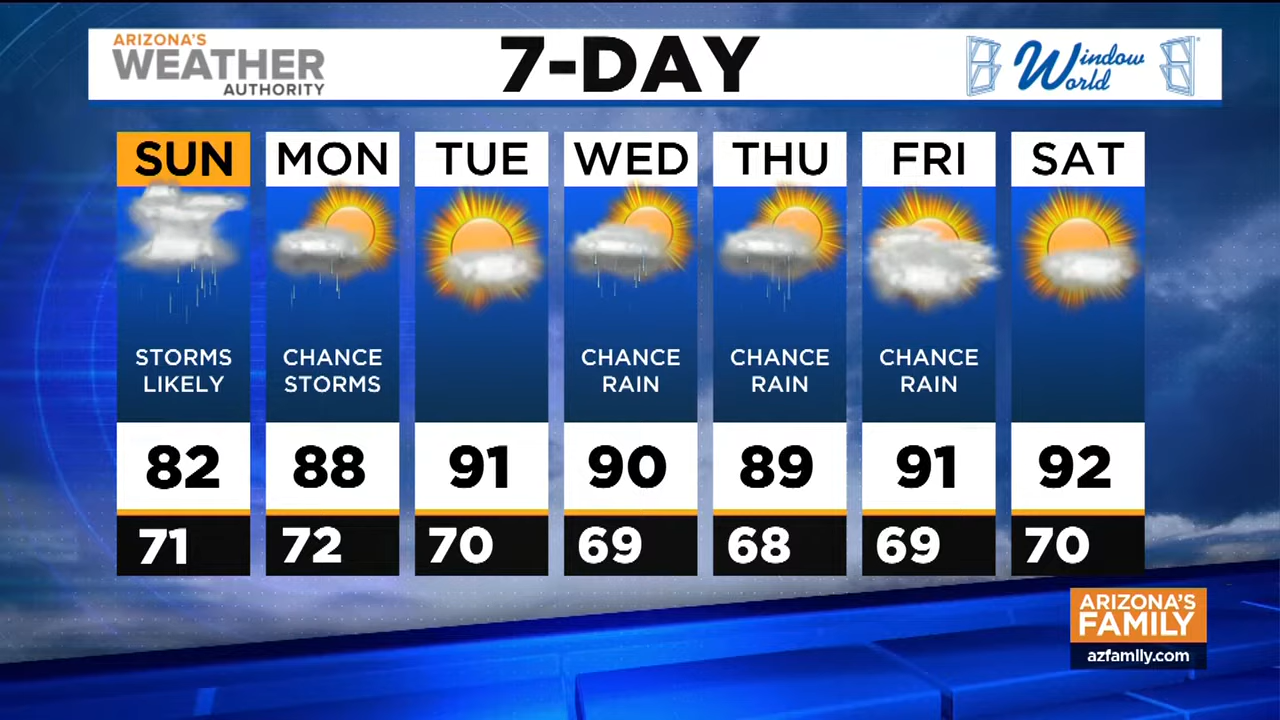 ARIZONA'S
WEATHER
AUTHORITY
7-DAY
Window
World
SUN MON TUE WED THU FRI SAT
STORMS LIKELY
CHANCE STORMS
CHANCE RAIN
CHANCE RAIN
CHANCE RAIN
82 88 91 90 89 91 92
71 72 70 69 68 69 70
ARIZONA'S
FAMILY
azfamily.com